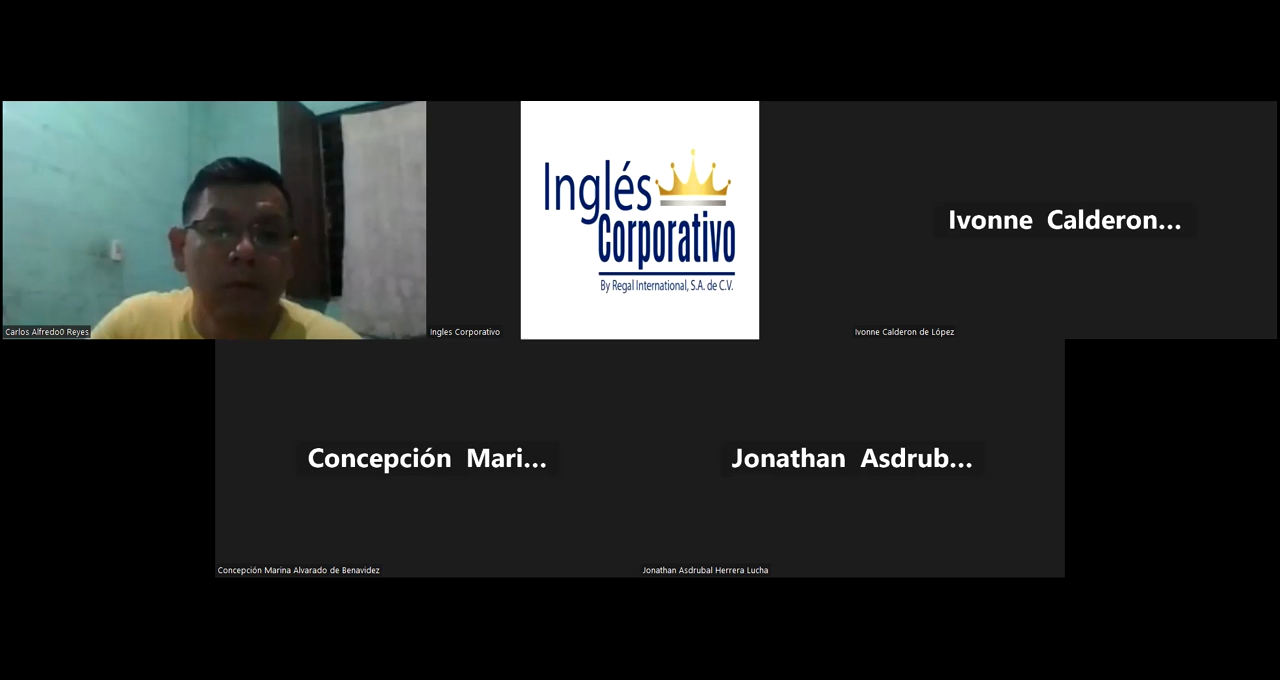 Inglés
Corporativo
By Regal International, S.A. de C.V.
Ivonne Calderon...
Carlos Alfredo0 Reyes
Ingles Corporativo
Ivonne Calderon de López
Concepción Mari...
Jonathan Asdrub...
Concepción Marina Alvarado de Benavidez
Jonathan Asdrubal Herrera Lucha